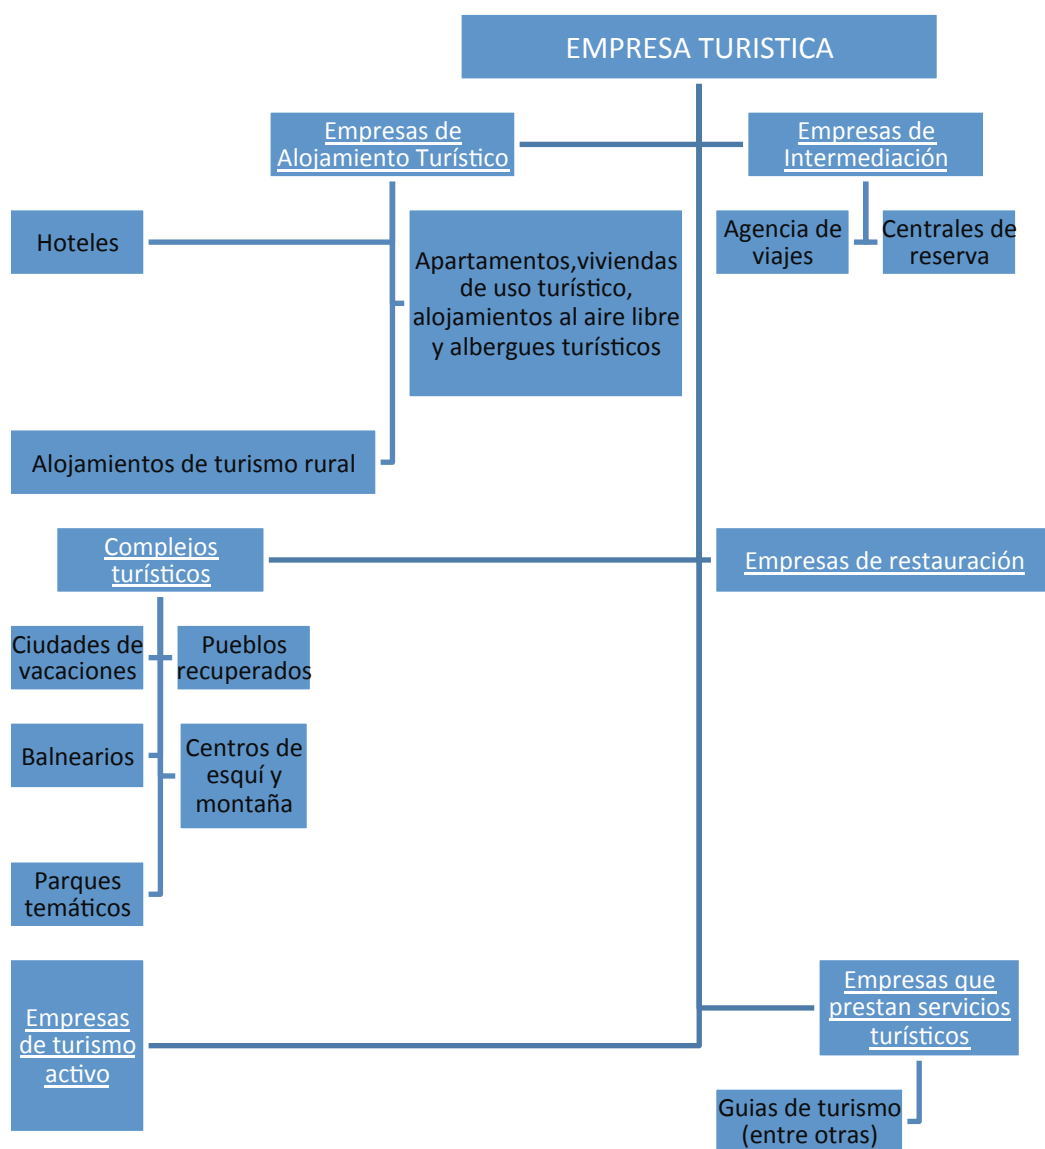 EMPRESA TURISTICA
Empresas de
Alojamiento Turístico
Empresas de
Intermediación
Hoteles
Apartamentos,viviendas
de uso turístico,
alojamientos al aire libre
y albergues turísticos
Agencia de
viajes
Centrales de
reserva
Alojamientos de turismo rural
Complejos
turísticos
Empresas de restauración
Ciudades de
vacaciones
Pueblos
recuperados
Balnearios
Centros de
esquí y
montaña
Parques
temáticos
Empresas
de turismo
activo
Empresas que
prestan servicios
turísticos
Guias de turismo
(entre otras)